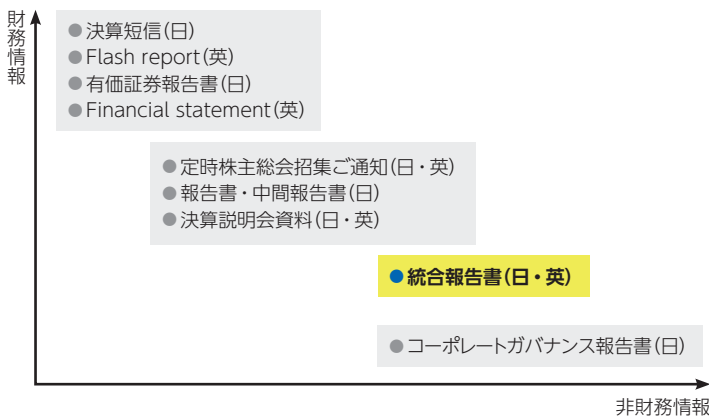 財務情報
● 決算短信(日)
● Flash report(英)
● 有価証券報告書(日)
● Financial statement(英)
● 定時株主総会招集ご通知(日・英)
● 報告書・中間報告書(日)
● 決算説明会資料(日・英)
● 統合報告書(日・英)
● コーポレートガバナンス報告書(日)
非財務情報